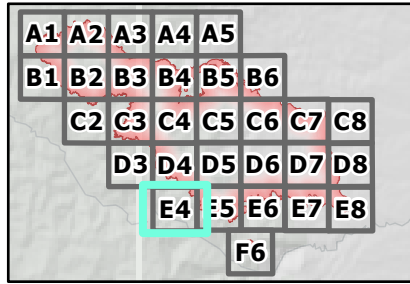 A1 A2 A3 A4 A5
B1 B2 B3 B4 B5 B6
C2 C3 C4 C5 C6 C7 C8
D3 D4 D5 D6 D7 D8
E4 E5 E6 E7 E8
F6